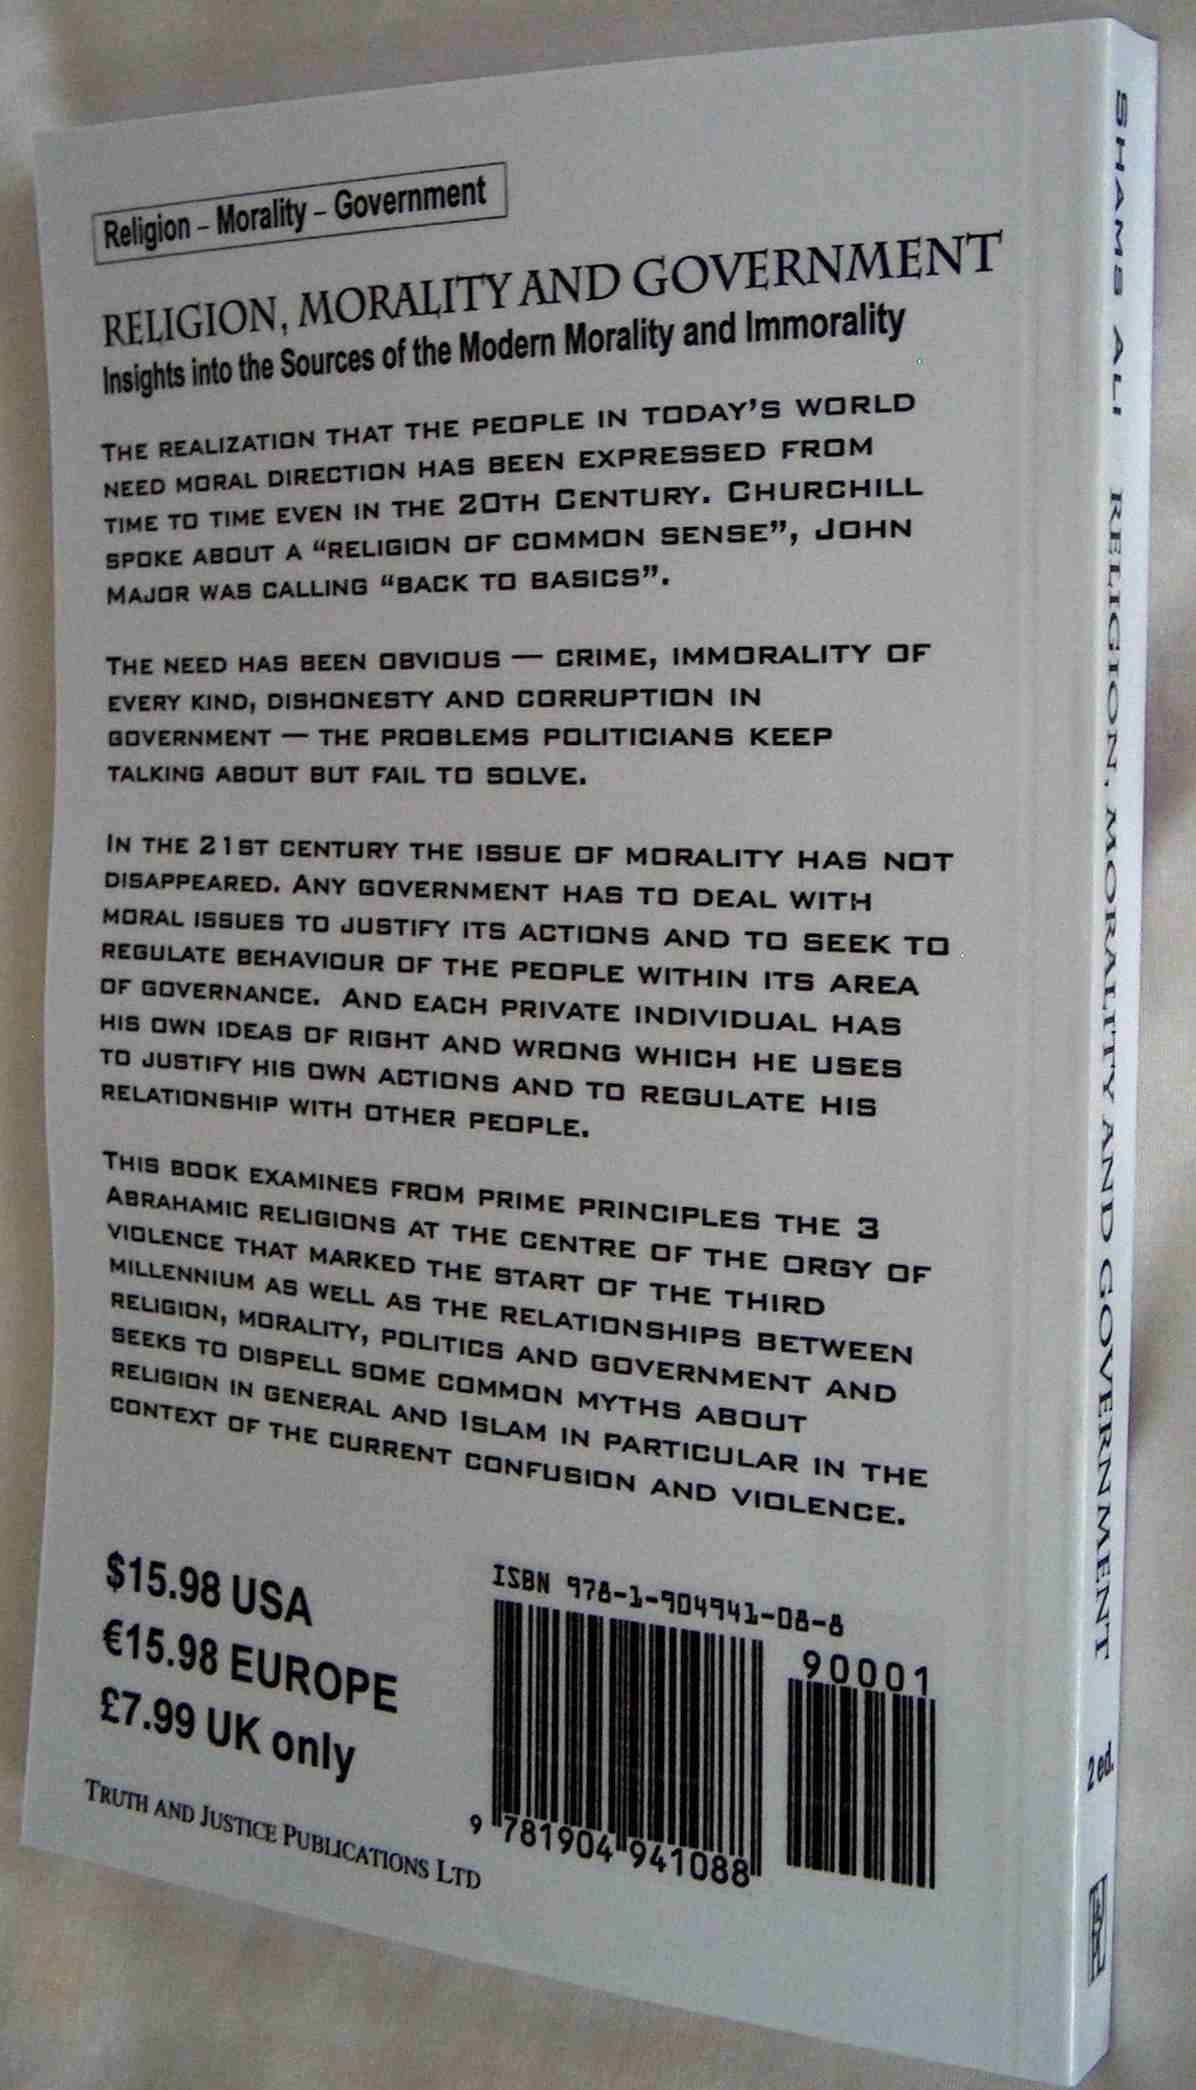 Religion – Morality – Government
RELIGION, MORALITY AND GOVERNMENT
Insights into the Sources of the Modern Morality and Immorality
THE REALIZATION THAT THE PEOPLE IN TODAY'S WORLD
NEED MORAL DIRECTION HAS BEEN EXPRESSED FROM
TIME TO TIME EVEN IN THE 20TH CENTURY. CHURCHILL
SPOKE ABOUT A “RELIGION OF COMMON SENSE”, JOHN
MAJOR WAS CALLING “BACK TO BASICS”.
THE NEED HAS BEEN OBVIOUS — CRIME, IMMORALITY OF
EVERY KIND, DISHONESTY AND CORRUPTION IN
GOVERNMENT — THE PROBLEMS POLITICIANS KEEP
TALKING ABOUT BUT FAIL TO SOLVE.
IN THE 21ST CENTURY THE ISSUE OF MORALITY HAS NOT
DISAPPEARED. ANY GOVERNMENT HAS TO DEAL WITH
MORAL ISSUES TO JUSTIFY ITS ACTIONS AND TO SEEK TO
REGULATE BEHAVIOUR OF THE PEOPLE WITHIN ITS AREA
OF GOVERNANCE. AND EACH PRIVATE INDIVIDUAL HAS
HIS OWN IDEAS OF RIGHT AND WRONG WHICH HE USES
TO JUSTIFY HIS OWN ACTIONS AND TO REGULATE HIS
RELATIONSHIP WITH OTHER PEOPLE.
THIS BOOK EXAMINES FROM PRIME PRINCIPLES THE 3
ABRAHAMIC RELIGIONS AT THE CENTRE OF THE ORGY OF
VIOLENCE THAT MARKED THE START OF THE THIRD
MILLENNIUM AS WELL AS THE RELATIONSHIPS BETWEEN
RELIGION, MORALITY, POLITICS AND GOVERNMENT AND
SEEKS TO DISPELL SOME COMMON MYTHS ABOUT
RELIGION IN GENERAL AND ISLAM IN PARTICULAR IN THE
CONTEXT OF THE CURRENT CONFUSION AND VIOLENCE.
$15.98 USA
€15.98 EUROPE
£7.99 UK only
TRUTH AND JUSTICE PUBLICATIONS LTD
ISBN 978-1-904941-08-8
90001
9 781904 941088
SHAMS ALI RELIGION, MORALITY AND GOVERNMENT 2 ed.